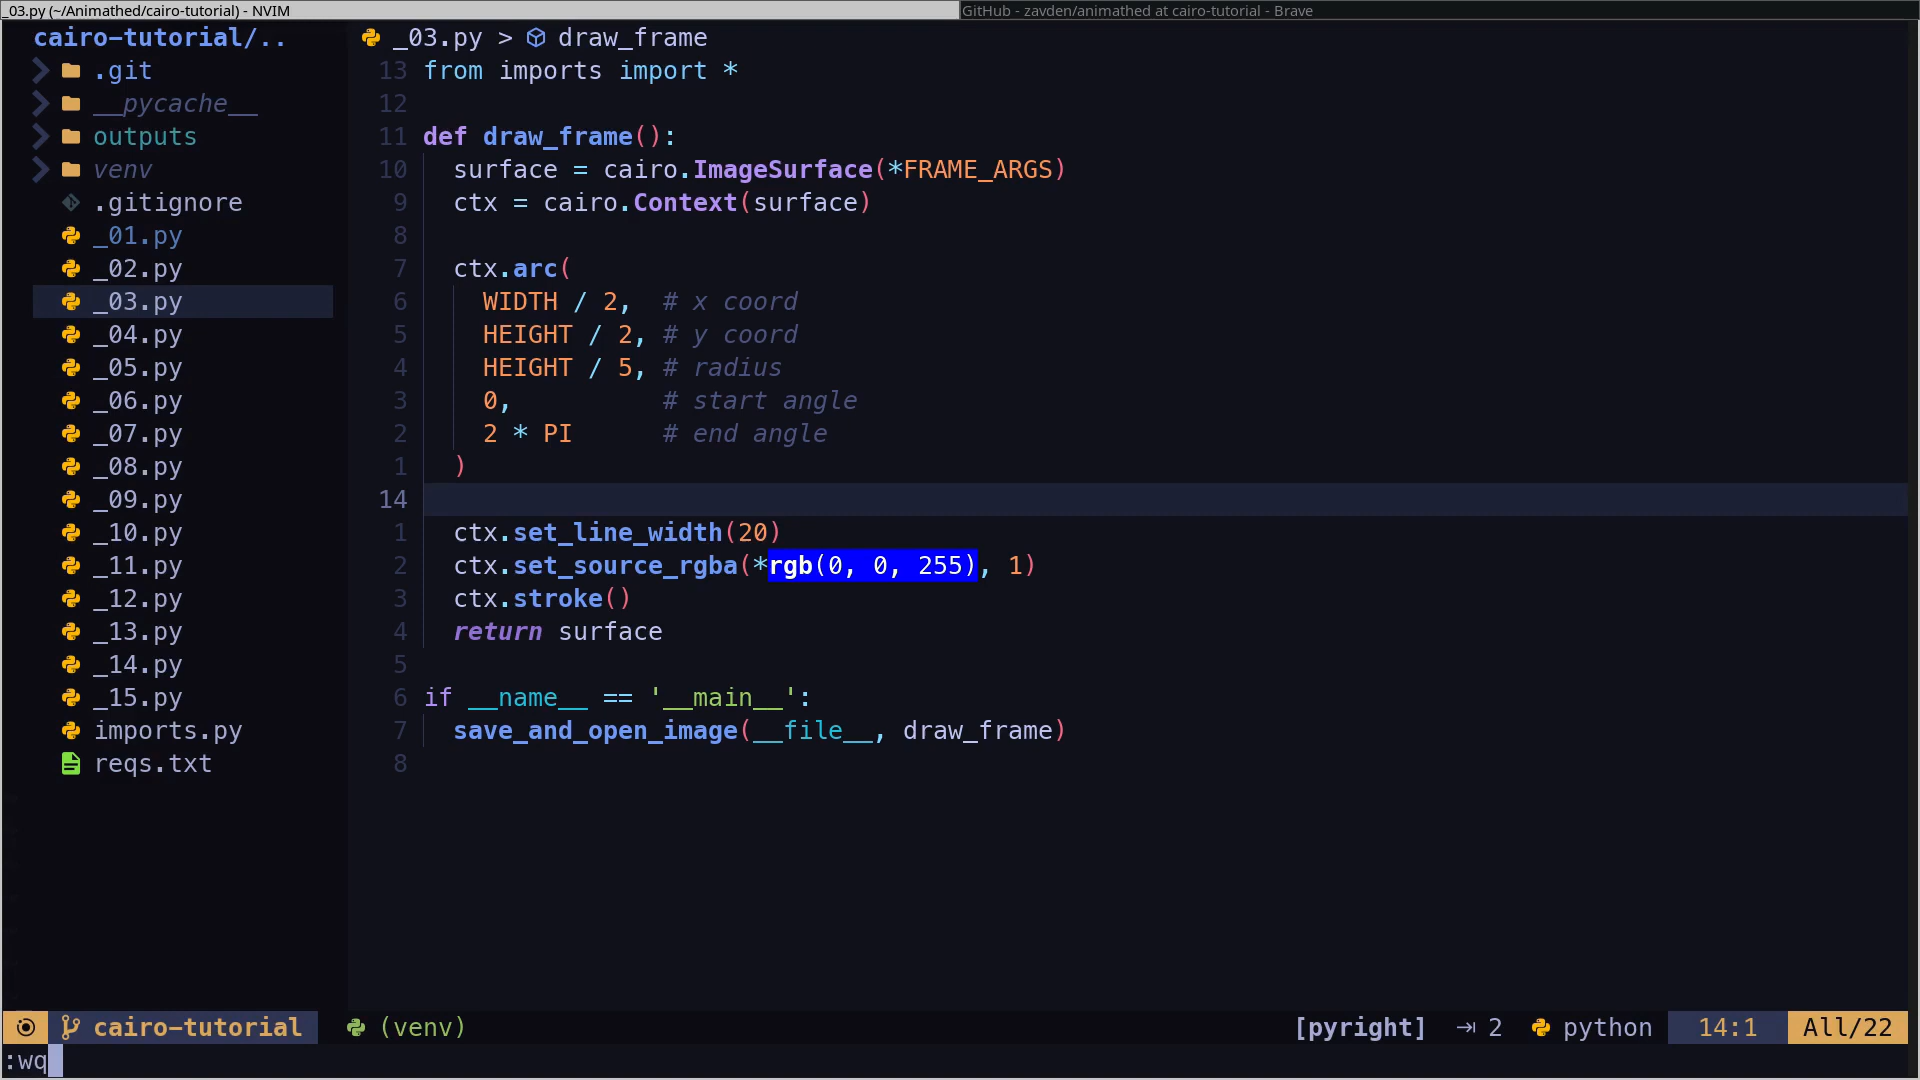 _03.py (~/Animathed/cairo-tutorial) - NVIM
GitHub - zavden/animathed at cairo-tutorial - Brave
cairo-tutorial/..
.git
__pycache__
outputs
venv
.gitignore
_01.py
_02.py
_03.py
_04.py
_05.py
_06.py
_07.py
_08.py
_09.py
_10.py
_11.py
_12.py
_13.py
_14.py
_15.py
imports.py
reqs.txt
_03.py > draw_frame
13 from imports import *
12
11 def draw_frame():
10   surface = cairo.ImageSurface(*FRAME_ARGS)
9   ctx = cairo.Context(surface)
8
7   ctx.arc(
6     WIDTH / 2,  # x coord
5     HEIGHT / 2, # y coord
4     HEIGHT / 5, # radius
3     0,          # start angle
2     2 * PI      # end angle
1   )
14
1   ctx.set_line_width(20)
2   ctx.set_source_rgba(*rgb(0, 0, 255), 1)
3   ctx.stroke()
4   return surface
5
6 if __name__ == '__main__':
7   save_and_open_image(__file__, draw_frame)
8
cairo-tutorial (venv) [pyright] 2 python 14:1 All/22
:wq